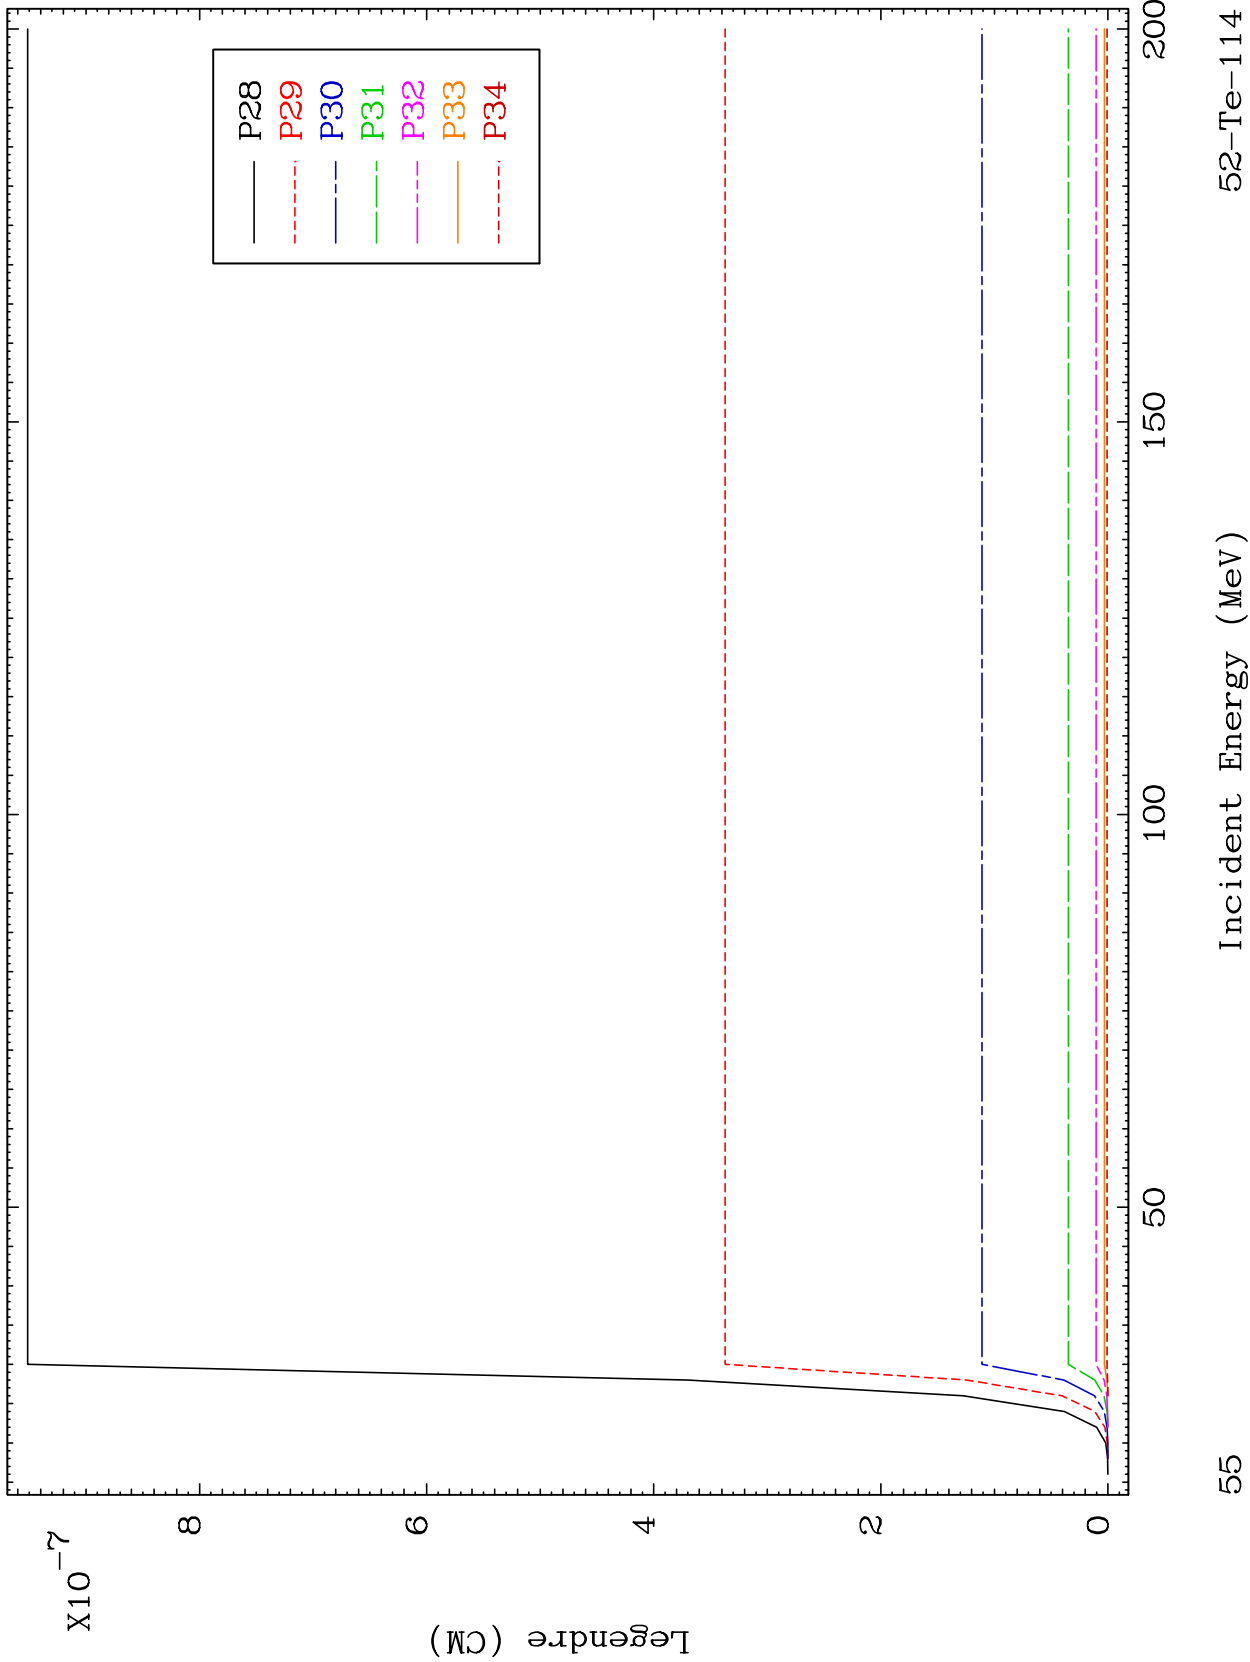 X10-7
8
6
4
2
0
Legendre (CM)
P28
P29
P30
P31
P32
P33
P34
50
100
150
200
Incident Energy (MeV)
55
52-Te-114